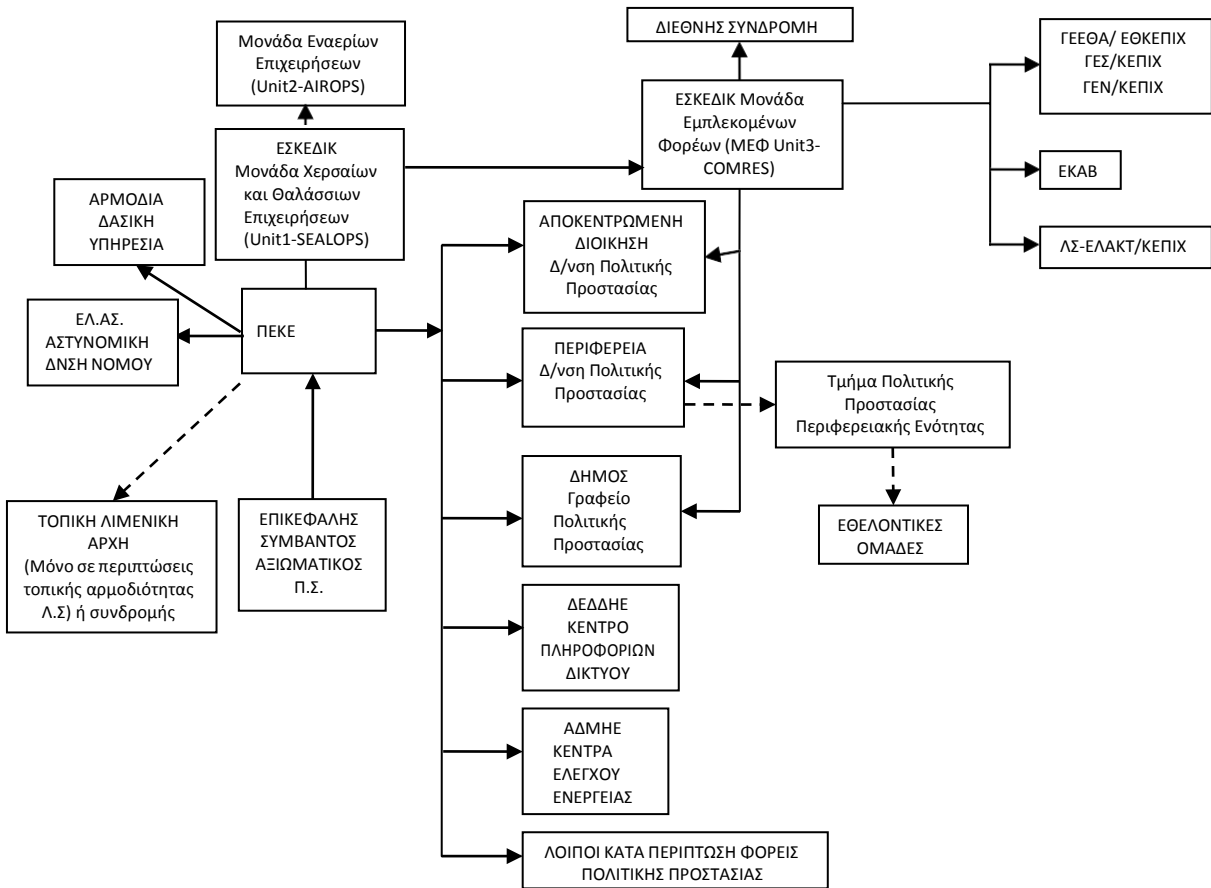 Μονάδα Εναερίων
Επιχειρήσεων
(Unit2-AIROPS)
ΔΙΕΘΝΗΣ ΣΥΝΔΡΟΜΗ
ΓΕΕΘΑ/ ΕΘΚΕΠΙΧ
ΓΕΣ/ΚΕΠΙΧ
ΓΕΝ/ΚΕΠΙΧ
ΕΣΚΕΔΙΚ
Μονάδα Χερσαίων
και Θαλάσσιων
Επιχειρήσεων
(Unit1-SEALOPS)
ΕΣΚΕΔΙΚ Μονάδα
Εμπλεκομένων
Φορέων (ΜΕΦ Unit3-
COMRES)
ΕΚΑΒ
ΛΣ-ΕΛΑΚΤ/ΚΕΠΙΧ
ΑΡΜΟΔΙΑ
ΔΑΣΙΚΗ
ΥΠΗΡΕΣΙΑ
ΑΠΟΚΕΝΤΡΩΜΕΝΗ
ΔΙΟΙΚΗΣΗ
Δ/νση Πολιτικής
Προστασίας
ΕΛ.ΑΣ.
ΑΣΤΥΝΟΜΙΚΗ
ΔΝΣΗ ΝΟΜΟΥ
ΠΕΚΕ
ΠΕΡΙΦΕΡΕΙΑ
Δ/νση Πολιτικής
Προστασίας
Τμήμα Πολιτικής
Προστασίας
Περιφερειακής Ενότητας
ΤΟΠΙΚΗ ΛΙΜΕΝΙΚΗ
ΑΡΧΗ
(Μόνο σε περιπτώσεις
τοπικής αρμοδιότητας
Λ.Σ) ή συνδρομής
ΕΠΙΚΕΦΑΛΗΣ
ΣΥΜΒΑΝΤΟΣ
ΑΞΙΩΜΑΤΙΚΟΣ
Π.Σ.
ΔΗΜΟΣ
Γραφείο
Πολιτικής
Προστασίας
ΕΘΕΛΟΝΤΙΚΕΣ
ΟΜΑΔΕΣ
ΔΕΔΔΗΕ
ΚΕΝΤΡΟ
ΠΛΗΡΟΦΟΡΙΩΝ
ΔΙΚΤΥΟΥ
ΑΔΜΗΕ
ΚΕΝΤΡΑ
ΕΛΕΓΧΟΥ
ΕΝΕΡΓΕΙΑΣ
ΛΟΙΠΟΙ ΚΑΤΑ ΠΕΡΙΠΤΩΣΗ ΦΟΡΕΙΣ
ΠΟΛΙΤΙΚΗΣ ΠΡΟΣΤΑΣΙΑΣ